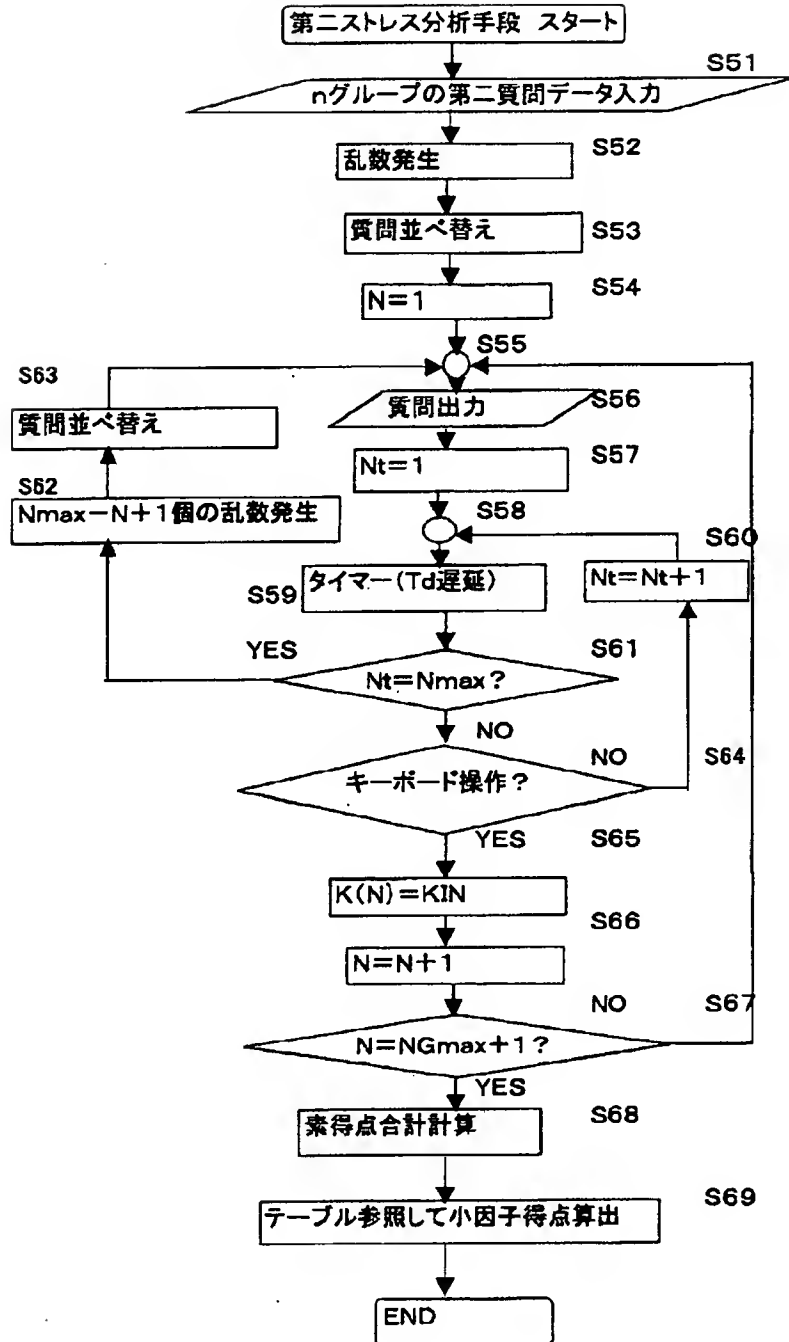 第二ストレス分析手段 スタート
S51
nグループの第二質問データ入力
S52
乱数発生
S53
質問並べ替え
S54
N=1
S55
S63
質問並べ替え
質問出力
S56
S57
Nt=1
S62
Nmax-N+1個の乱数発生
S58
S60
Nt=Nt+1
S59
タイマー(Td遅延)
YES
S61
Nt=Nmax?
NO
NO
S64
キーボード操作?
YES
S65
K(N)=KIN
S66
N=N+1
NO
S67
N=NGmax+1?
YES
S68
素得点合計計算
S69
テーブル参照して小因子得点算出
END